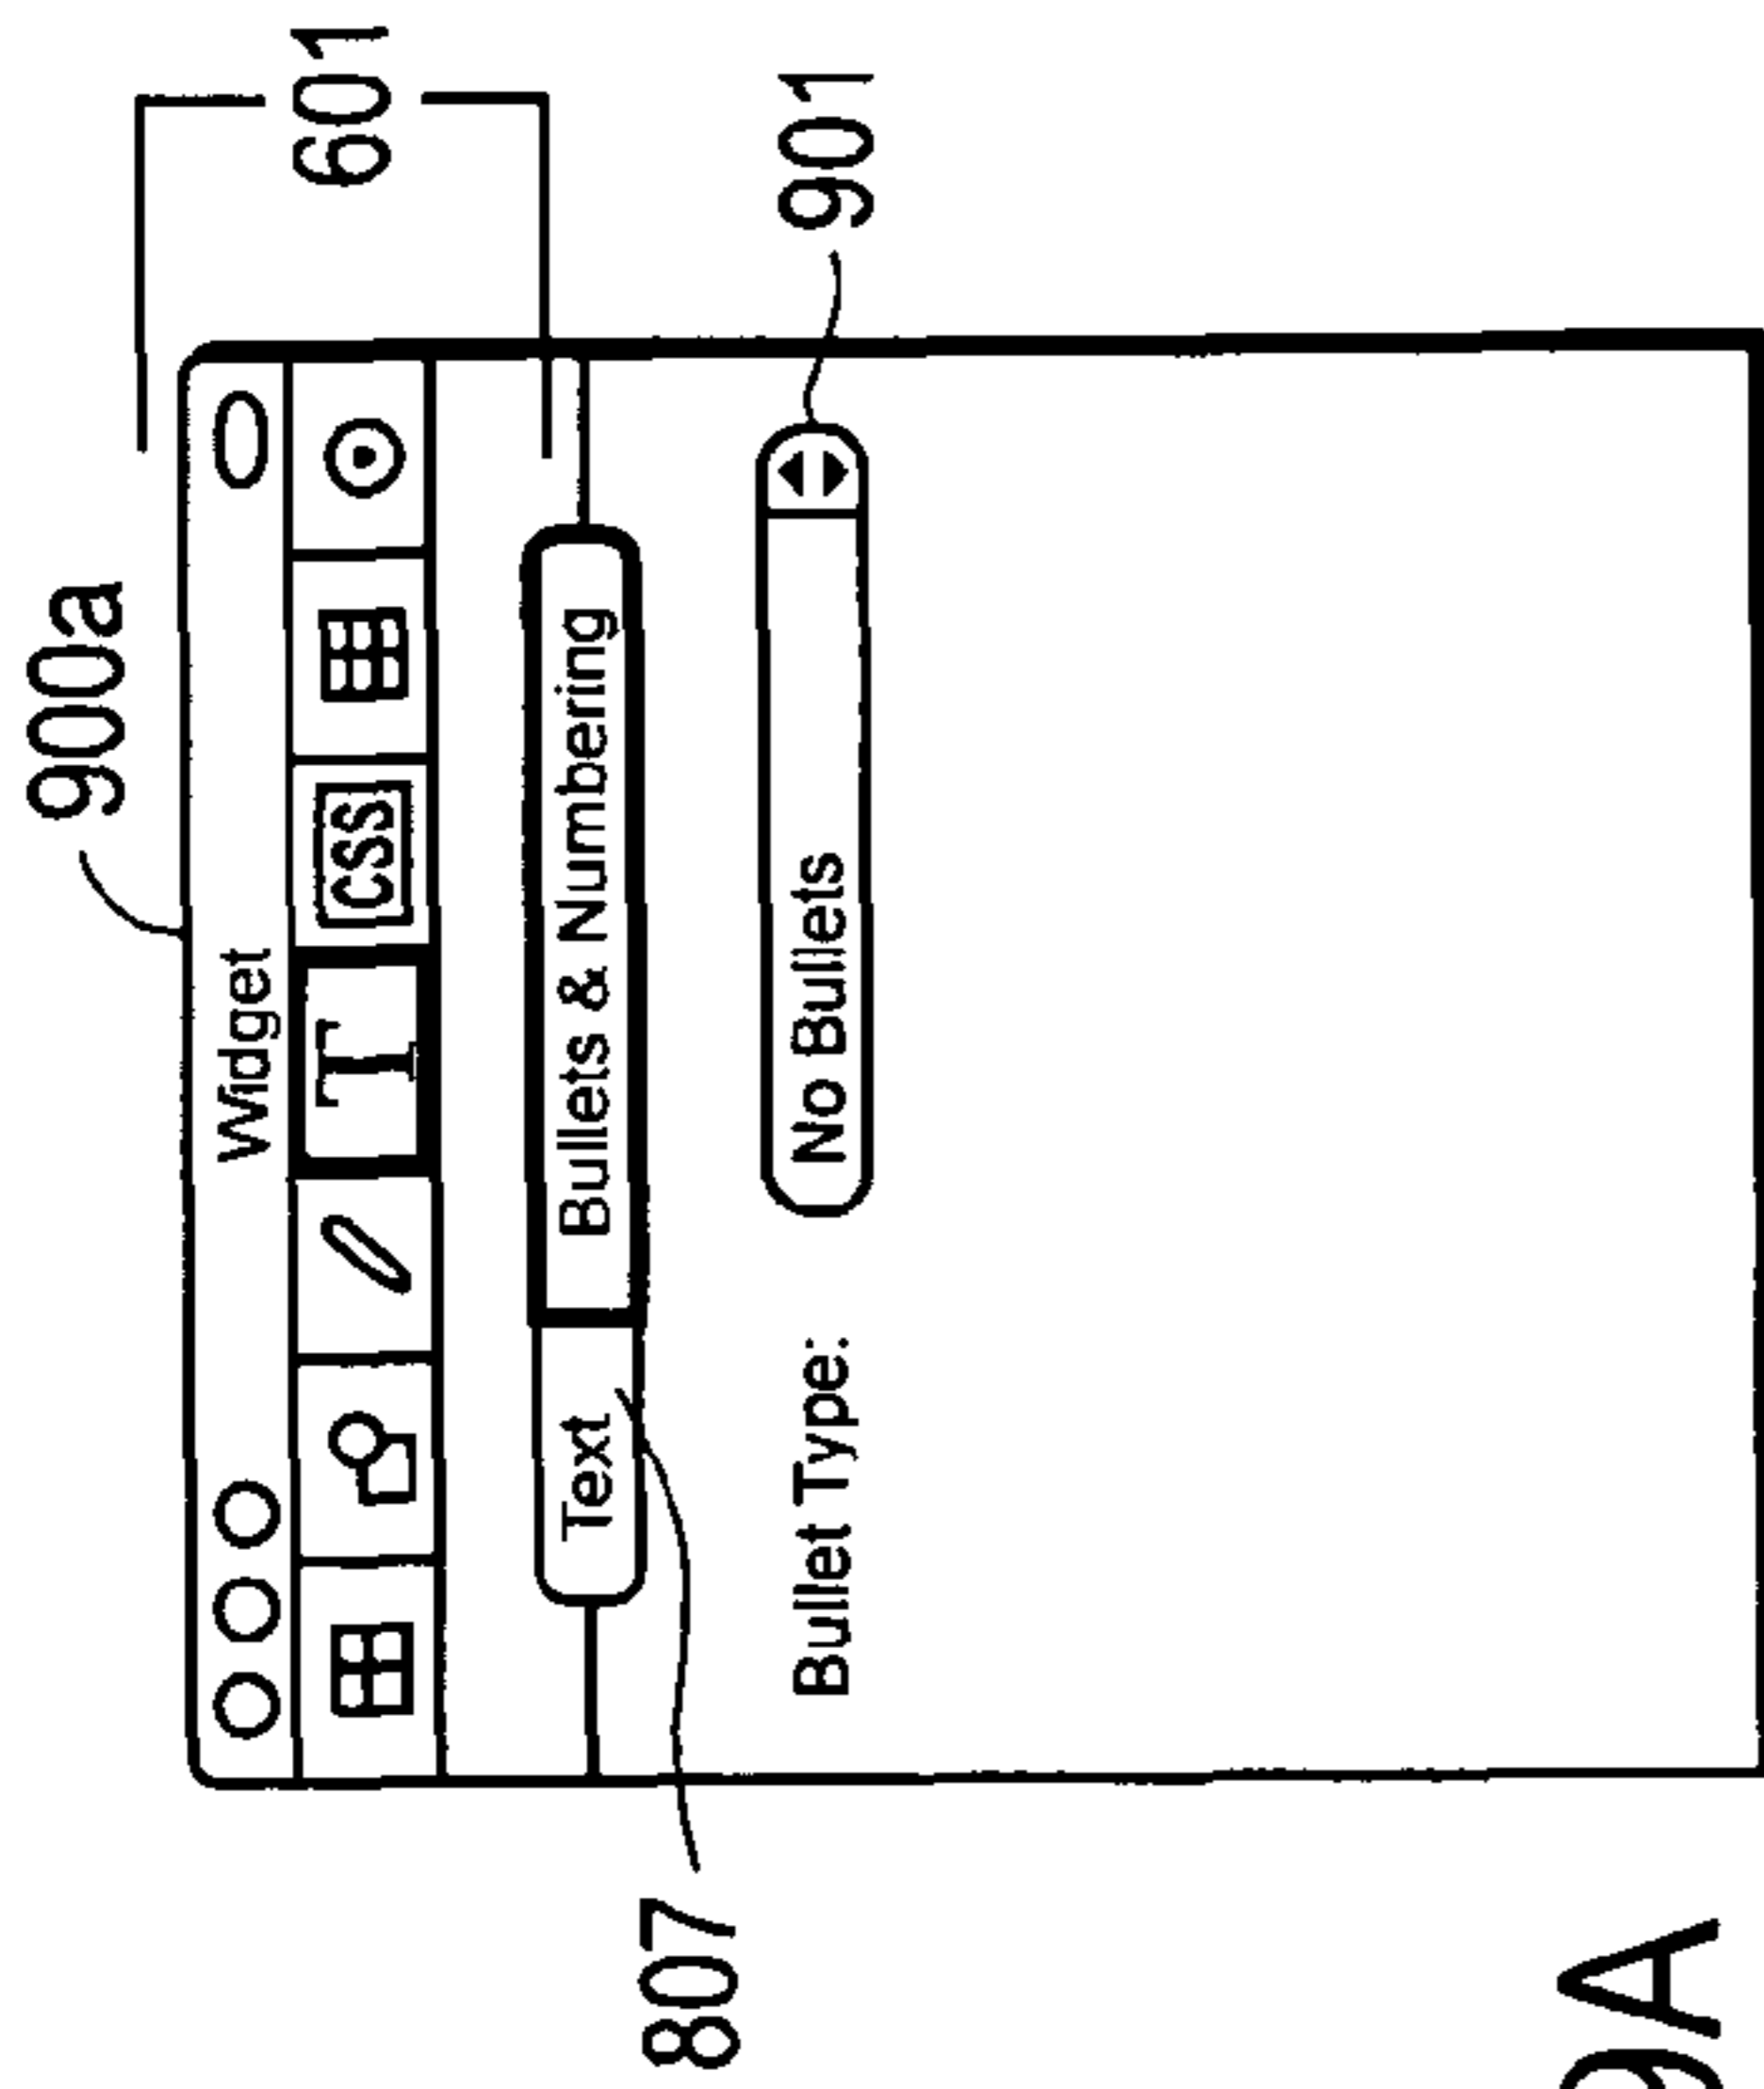 900a
601
Widget
T
CSS
Text
Bullets & Numbering
807
Bullet Type:
No Bullets
901
9A